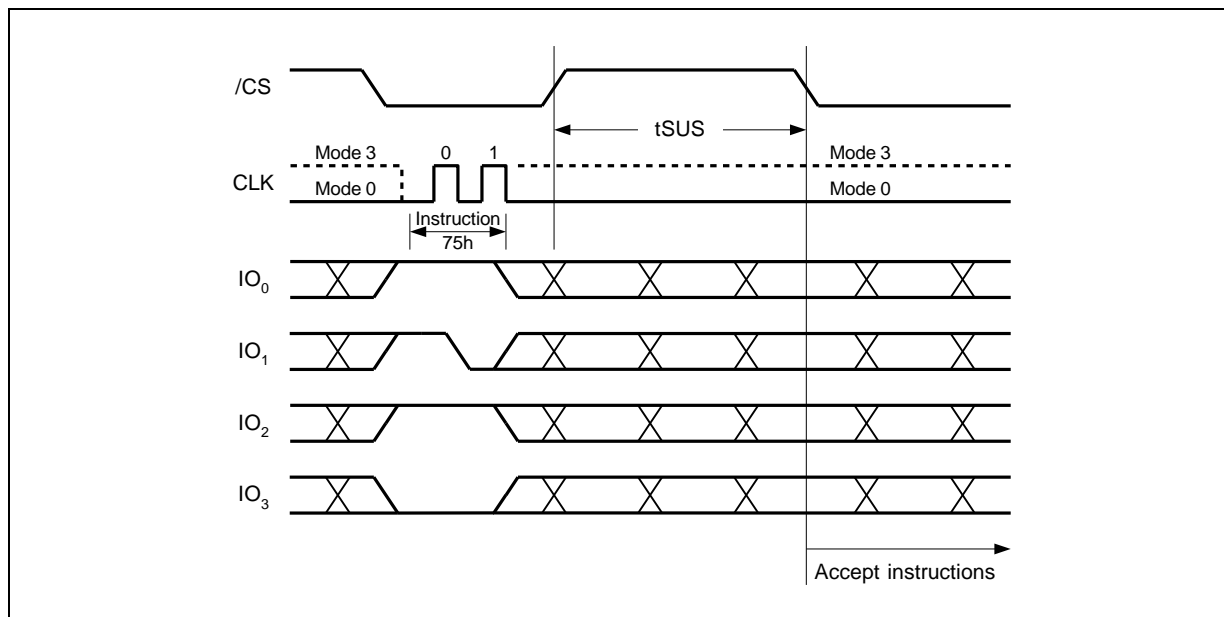 /CS
tSUS
Mode 3
0
1
Mode 3
CLK
Mode 0
Mode 0
Instruction
75h
IO0
IO1
IO2
IO3
Accept instructions